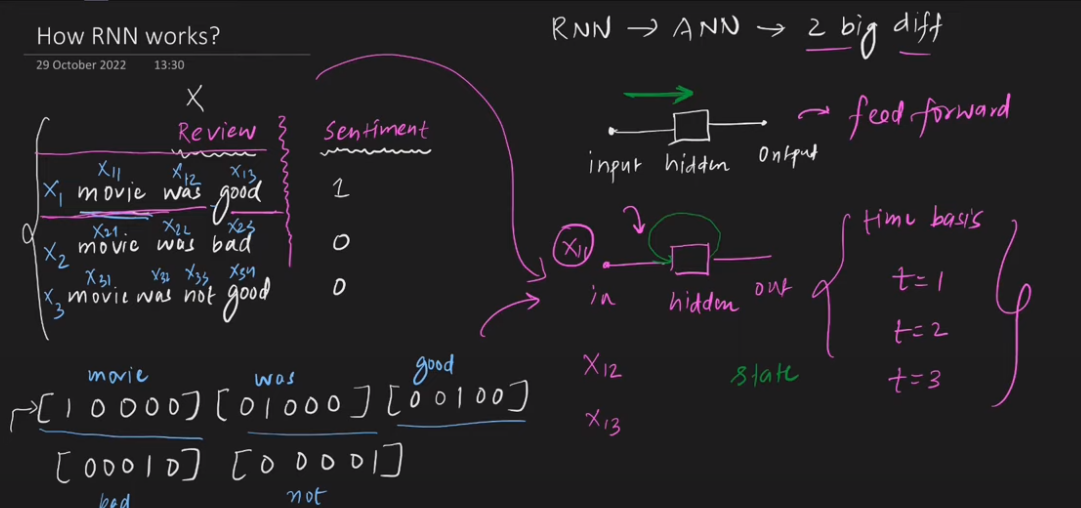 How RNN works?
29 October 2022 13:30
RNN → ANN → 2 big diff
X
Review Sentiment
X11 X12 X13
X1 movie was good 1
X21 X22 X23
X2 movie was bad 0
X31 X32 X33 X34
X3 movie was not good 0
feed forward
input hidden Output
X11
in hidden out
X12
X13
state
time basis
t=1
t=2
t=3
movie was good
[1 0 0 0 0] [0 1 0 0 0] [0 0 1 0 0]
[0 0 0 1 0] [0 0 0 0 1]
bad not